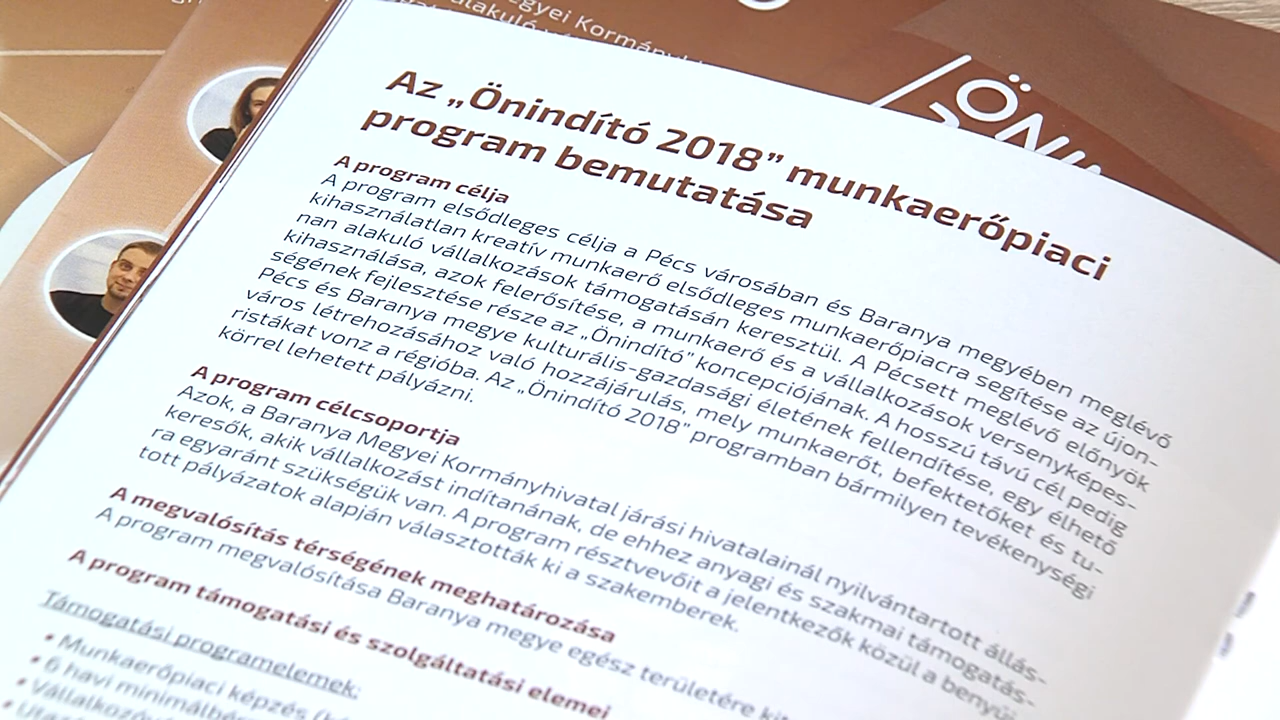 egyei Kormányhi
alakuló
ÖNI
Az „Önindító 2018” munkaerőpiaci
program bemutatása
A program célja
A program elsődleges célja a Pécs városában és Baranya megyében meglévő
kihasználatlan kreatív munkaerő elsődleges munkaerőpiacra segítése az újon-
nan alakuló vállalkozások támogatásán keresztül. A Pécsett meglévő előnyök
kihasználása, azok felerősítése, a munkaerő és a vállalkozások versenyképes-
ségének fejlesztése része az „Önindító” koncepciójának. A hosszú távú cél pedig
Pécs és Baranya megye kulturális-gazdasági életének fellendítése, egy élhető
város létrehozásához való hozzájárulás, mely munkaerőt, befektetőket és tu-
ristákat vonz a régióba. Az „Önindító 2018” programban bármilyen tevékenységi
körrel lehetett pályázni.
A program célcsoportja
Azok, a Baranya Megyei Kormányhivatal járási hivatalainál nyilvántartott állás-
keresők, akik vállalkozást indítanának, de ehhez anyagi és szakmai támogatás-
ra egyaránt szükségük van. A program résztvevőit a jelentkezők közül a benyúj-
tott pályázatok alapján választották ki a szakemberek.
A megvalósítás térségének meghatározása
A program megvalósítása Baranya megye egész területére kit
A program támogatási és szolgáltatási elemei
Támogatási programelemek:
• Munkaerőpiaci képzés
• 6 havi minimálbér